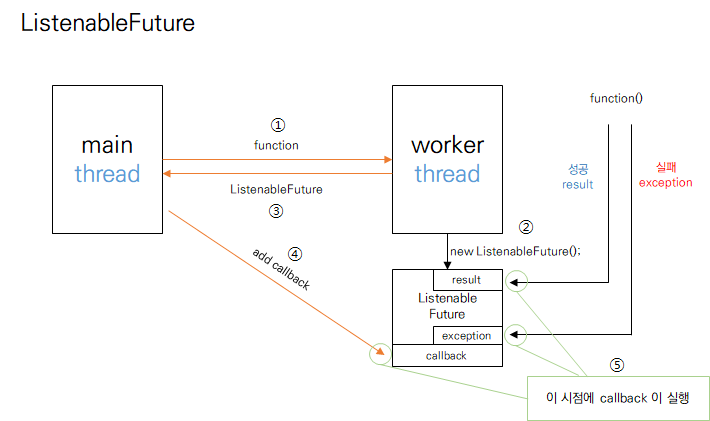 ListenableFuture
main
thread
①
function
ListenableFuture
③
worker
thread
function()
성공
result
실패
exception
②
new ListenableFuture();
④
add callback
result
Listenable
Future
exception
callback
⑤
이 시점에 callback 이 실행